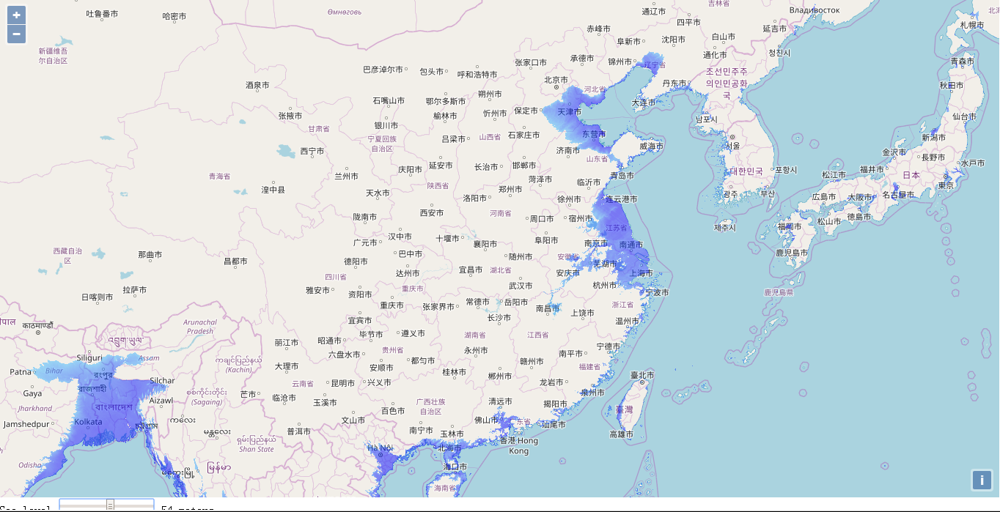 +
−
吐鲁番市
哈密市
Өмнөговь
通辽市
吉林省
Владивосток
四平市
赤峰市
延吉市
札幌市
阜新市
沈阳市
白山市
新疆维吾
尔自治区
张家口市
承德市
锦州市
通化市
청진시
青森市
辽宁省
巴彦淖尔市
包头市
呼和浩特市
조선민주주
의인민공화
국
北京市
丹东市
酒泉市
河北省
秋田市
朔州市
石嘴山市
鄂尔多斯市
大连市
张掖市
榆林市
忻州市
保定市
天津市
仙台市
남포시
银川市
甘肃省
宁夏回族
自治区
吕梁市
山西省
石家庄市
东营市
新潟市
서울
威海市
西宁市
济南市
金沢市
长野市
山东省
延安市
长治市
邯郸市
水戸市
庆阳市
福井市
포항시
대한민국
青海省
兰州市
青岛市
松江市
日本
菏泽市
临沂市
陕西省
湟中县
郑州市
東京
天水市
광주
부산
広島市
大阪市
名古屋市
洛阳市
徐州市
连云港市
西安市
河南省
陇南市
周口市
宿州市
徳島市
松山市
제주시
福岡市
江苏省
汉中市
十堰市
阜阳市
广元市
襄阳市
南京市
南通市
西藏自治
区
那曲市
巴中市
鹿児島市
随州市
安徽省
昌都市
德阳市
芜湖市
宜昌市
湖北省
达州市
安庆市
上海市
四川省
武汉市
杭州市
拉萨市
雅安市
资阳市
重庆市
宁波市
鹿児島県
日喀则市
重庆市
张家界市
常德市
岳阳市
南昌市
浙江省
上饶市
长沙市
宜宾市
温州市
काठमाण्डौ
Arunachal
Pradesh
毕节市
遵义市
湖南省
江西省
འབྲུག་ཡུལ་
丽江市
昭通市
宁德市
贵州省
永州市
六盘水市
南平市
Siliguri
Assam
都匀市
赣州市
大理市
安顺市
福建省
Patna
Bihar
রংপুর
桂林市
郴州市
臺北市
Silchar
云南省
昆明市
兴义市
龙岩市
রাজশাহী
Gaya
芒市
临沧市
泉州市
Aizawl
玉溪市
广西壮族
自治区
清远市
揭阳市
Jharkhand
বাংলাদেশ
百色市
臺灣
文山市
佛山市
Kolkata
Jamshedpur
汕尾市
普洱市
南宁市
玉林市
高雄市
香港 Hong
Kong
Shan State
Hà Nội
北海市
Odisha
海口市
海南省
i
54 meters